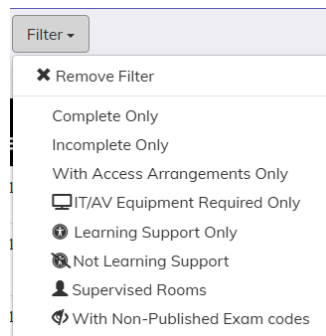 Filter
Remove Filter
Complete Only
Incomplete Only
With Access Arrangements Only
IT/AV Equipment Required Only
Learning Support Only
Not Learning Support
Supervised Rooms
With Non-Published Exam codes